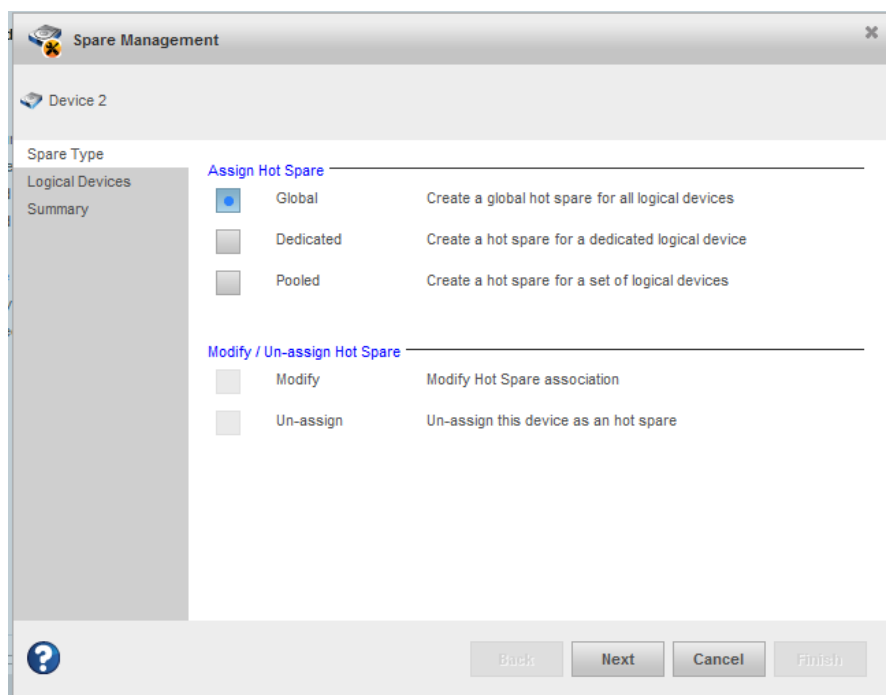 Spare Management
Device 2
Spare Type
Logical Devices
Summary
Assign Hot Spare
Global Create a global hot spare for all logical devices
Dedicated Create a hot spare for a dedicated logical device
Pooled Create a hot spare for a set of logical devices
Modify / Un-assign Hot Spare
Modify Modify Hot Spare association
Un-assign Un-assign this device as an hot spare
Back Next Cancel Finish